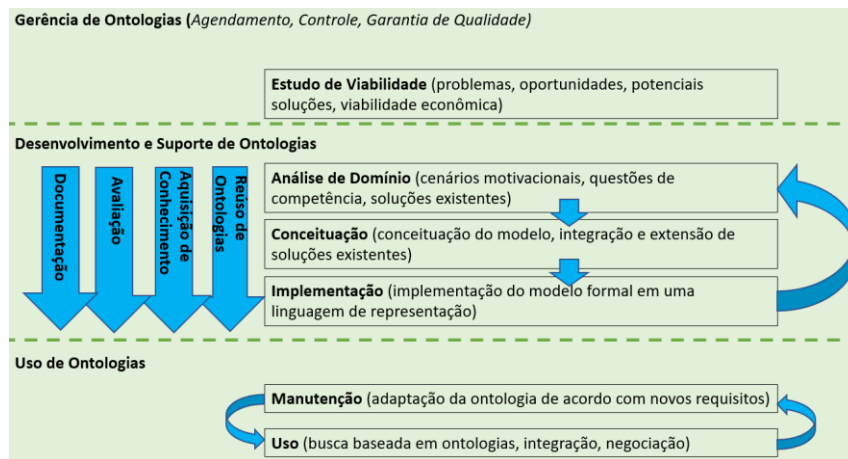 Gerência de Ontologias (Agendamento, Controle, Garantia de Qualidade)
Estudo de Viabilidade (problemas, oportunidades, potenciais
soluções, viabilidade econômica)
Desenvolvimento e Suporte de Ontologias
Documentação
Avaliação
Aquisição de
Conhecimento
Reúso de
Ontologias
Análise de Domínio (cenários motivacionais, questões de
competência, soluções existentes)
Conceituação (conceituação do modelo, integração e extensão de
soluções existentes)
Implementação (implementação do modelo formal em uma
linguagem de representação)
Uso de Ontologias
Manutenção (adaptação da ontologia de acordo com novos requisitos)
Uso (busca baseada em ontologias, integração, negociação)